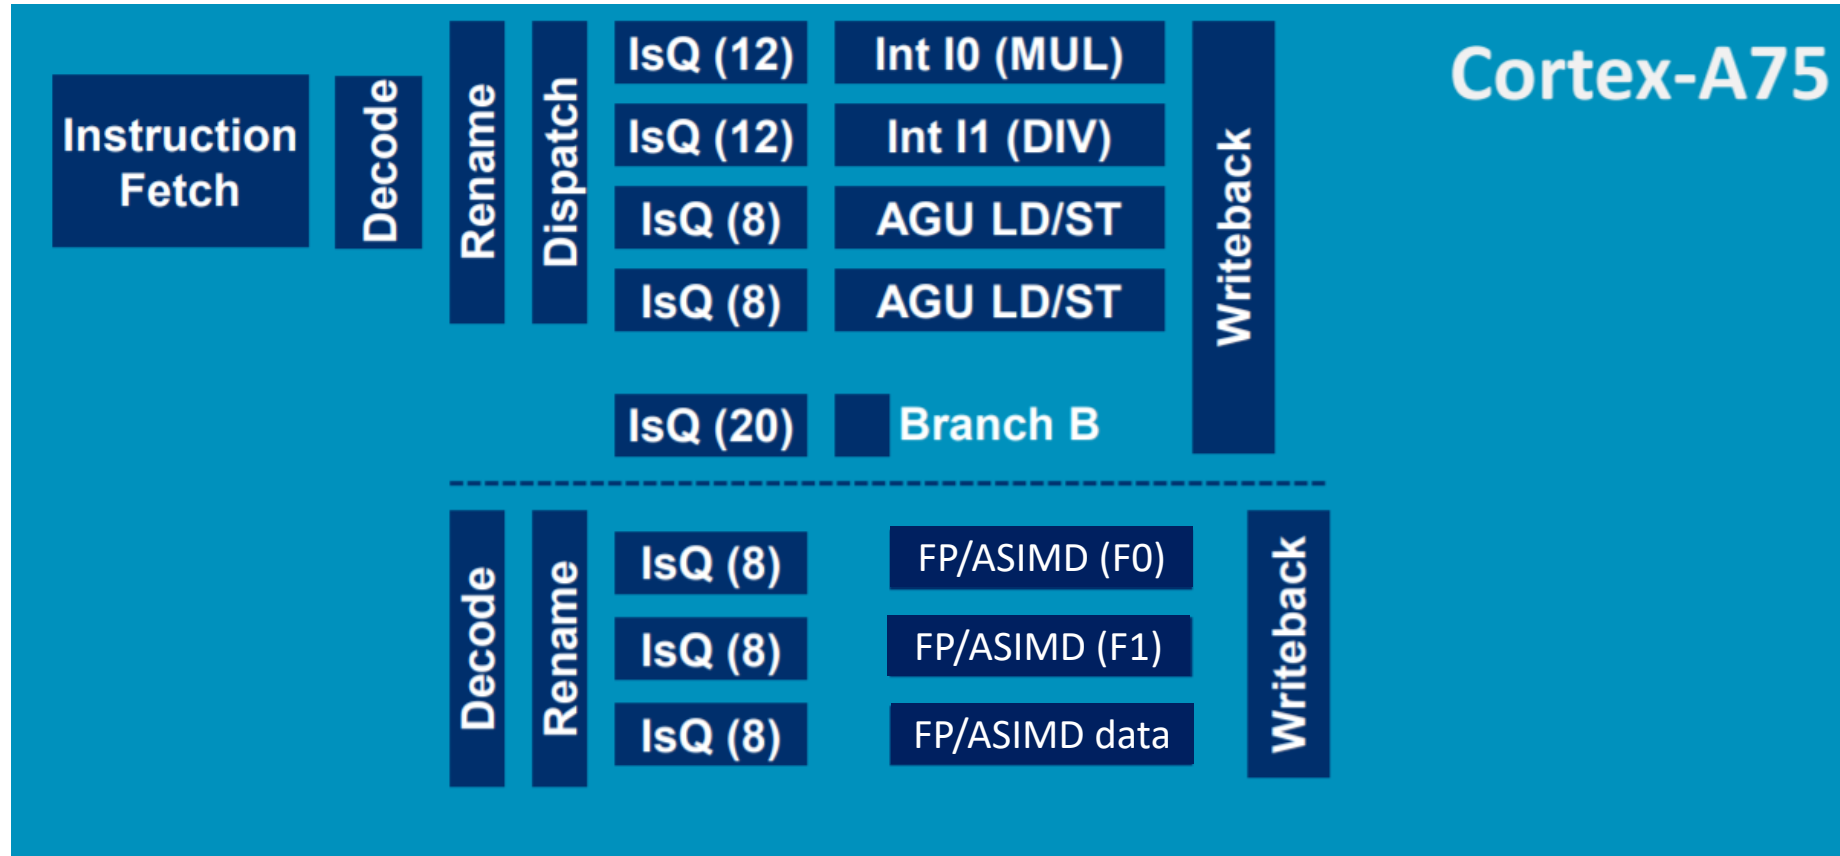 Cortex-A75
Instruction
Fetch
Decode
Rename
Dispatch
IsQ (12)
Int I0 (MUL)
IsQ (12)
Int I1 (DIV)
IsQ (8)
AGU LD/ST
IsQ (8)
AGU LD/ST
IsQ (20)
Branch B
Writeback
Decode
Rename
IsQ (8)
FP/ASIMD (F0)
IsQ (8)
FP/ASIMD (F1)
IsQ (8)
FP/ASIMD data
Writeback